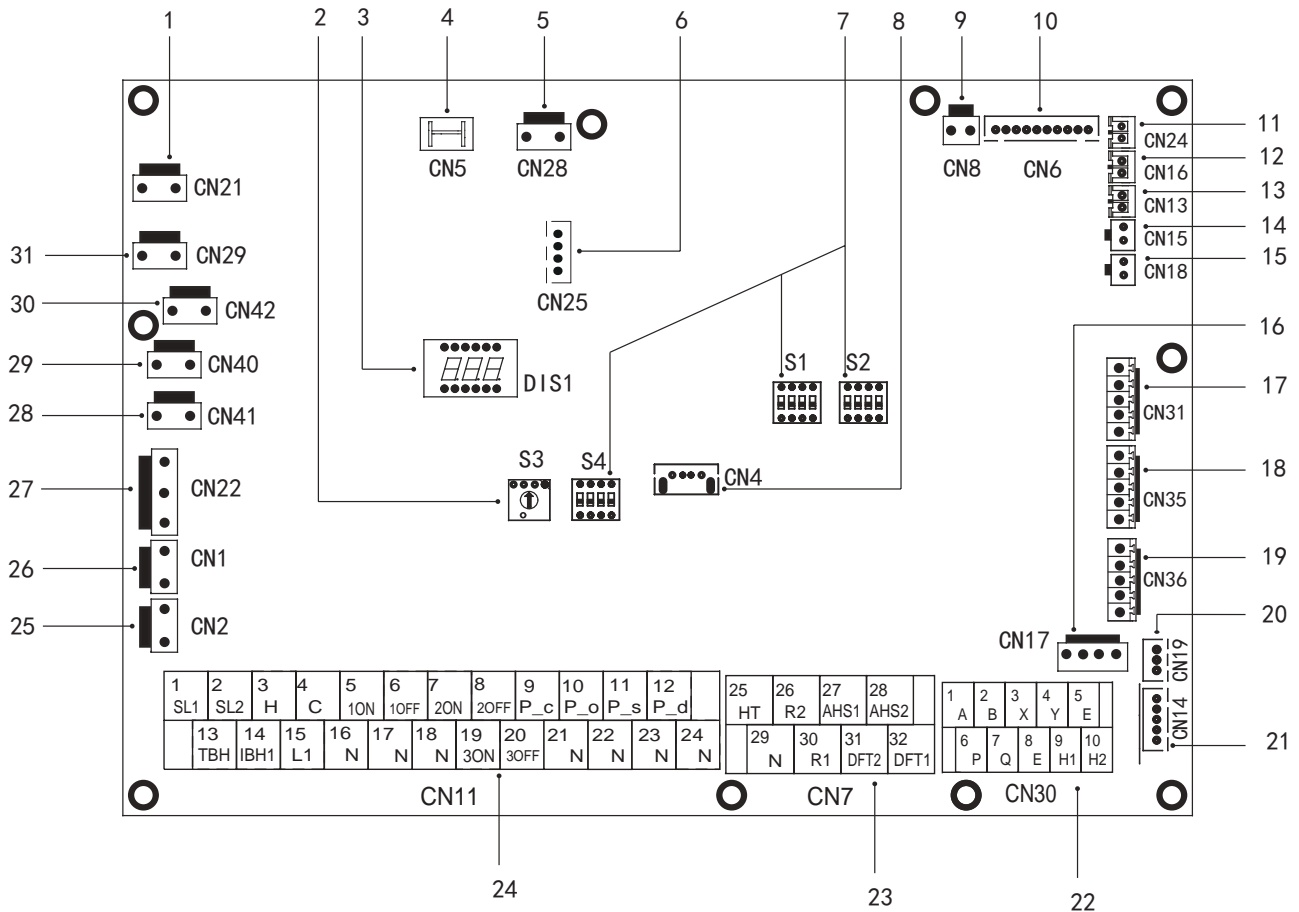 1 2 3 4 5 6 7 8 9 10
11
CN5 CN28 CN8 CN6 CN24
12
CN21 CN16
13
CN13
14
31 CN29 CN15
15
CN18
30 CN42 CN25
16
29 CN40 DIS1 S1 S2
17
28 CN41 CN31
27 CN22 S3 S4 CN4 18
CN35
26 CN1 19
CN36
25 CN2 CN17 20
CN19
1 SL1 2 SL2 3 H 4 C 5 1ON 6 1OFF 7 2ON 8 2OFF 9 P_c 10 P_o 11 P_s 12 P_d
13 TBH 14 IBH1 15 L1 16 N 17 N 18 N 19 3ON 20 3OFF 21 N 22 N 23 N 24 N
25 HT 26 R2 27 AHS1 28 AHS2
29 N 30 R1 31 DFT2 32 DFT1
1 A 2 B 3 X 4 Y 5 E
6 P 7 Q 8 E 9 H1 10 H2
CN14
21
CN11 CN7 CN30
24 23 22